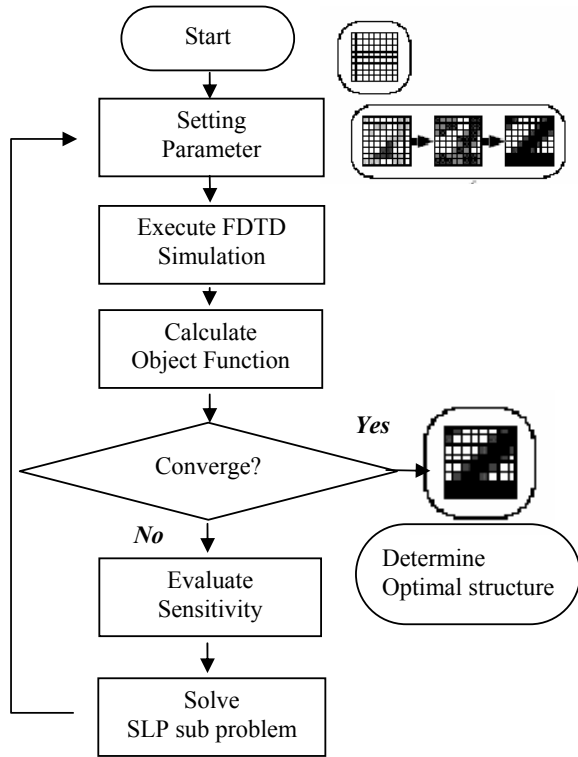 Start
Setting
Parameter
Execute FDTD
Simulation
Calculate
Object Function
Yes
Converge?
No
Determine
Optimal structure
Evaluate
Sensitivity
Solve
SLP sub problem